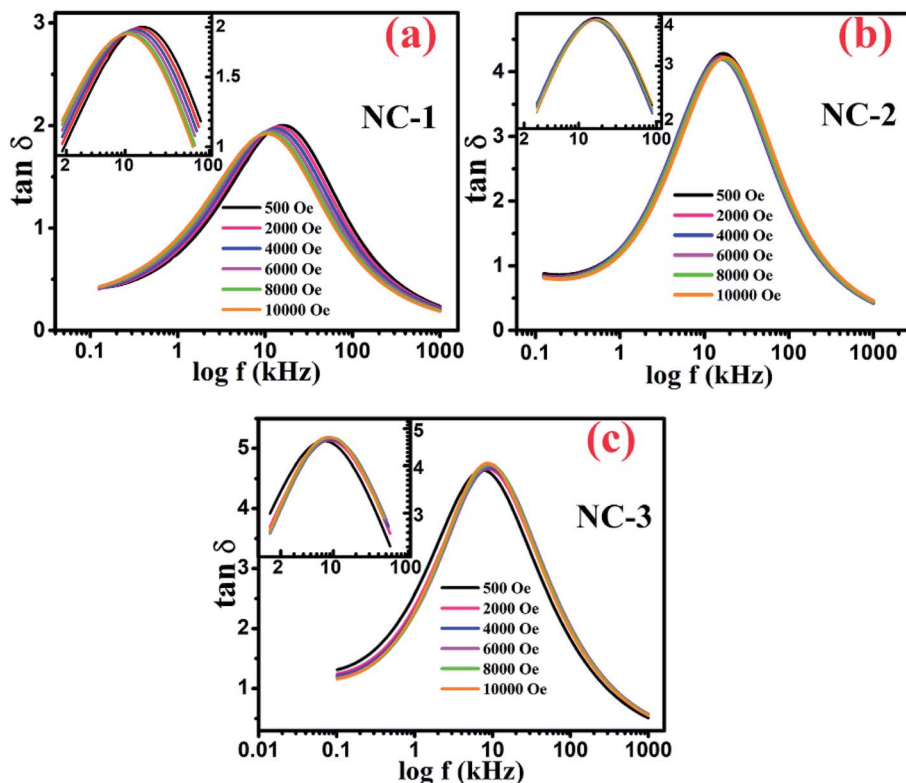 (a)
NC-1
tan δ
3
2
1
0
2
1.5
1
2 10 100
500 Oe
2000 Oe
4000 Oe
6000 Oe
8000 Oe
10000 Oe
0.1 1 10 100 1000
log f (kHz)
(b)
NC-2
tan δ
4
3
2
1
0
4
3
2
2 10 100
500 Oe
2000 Oe
4000 Oe
6000 Oe
8000 Oe
10000 Oe
0.1 1 10 100 1000
log f (kHz)
(c)
NC-3
tan δ
5
4
3
2
1
5
4
3
2 10 100
500 Oe
2000 Oe
4000 Oe
6000 Oe
8000 Oe
10000 Oe
0.01 0.1 1 10 100 1000
log f (kHz)